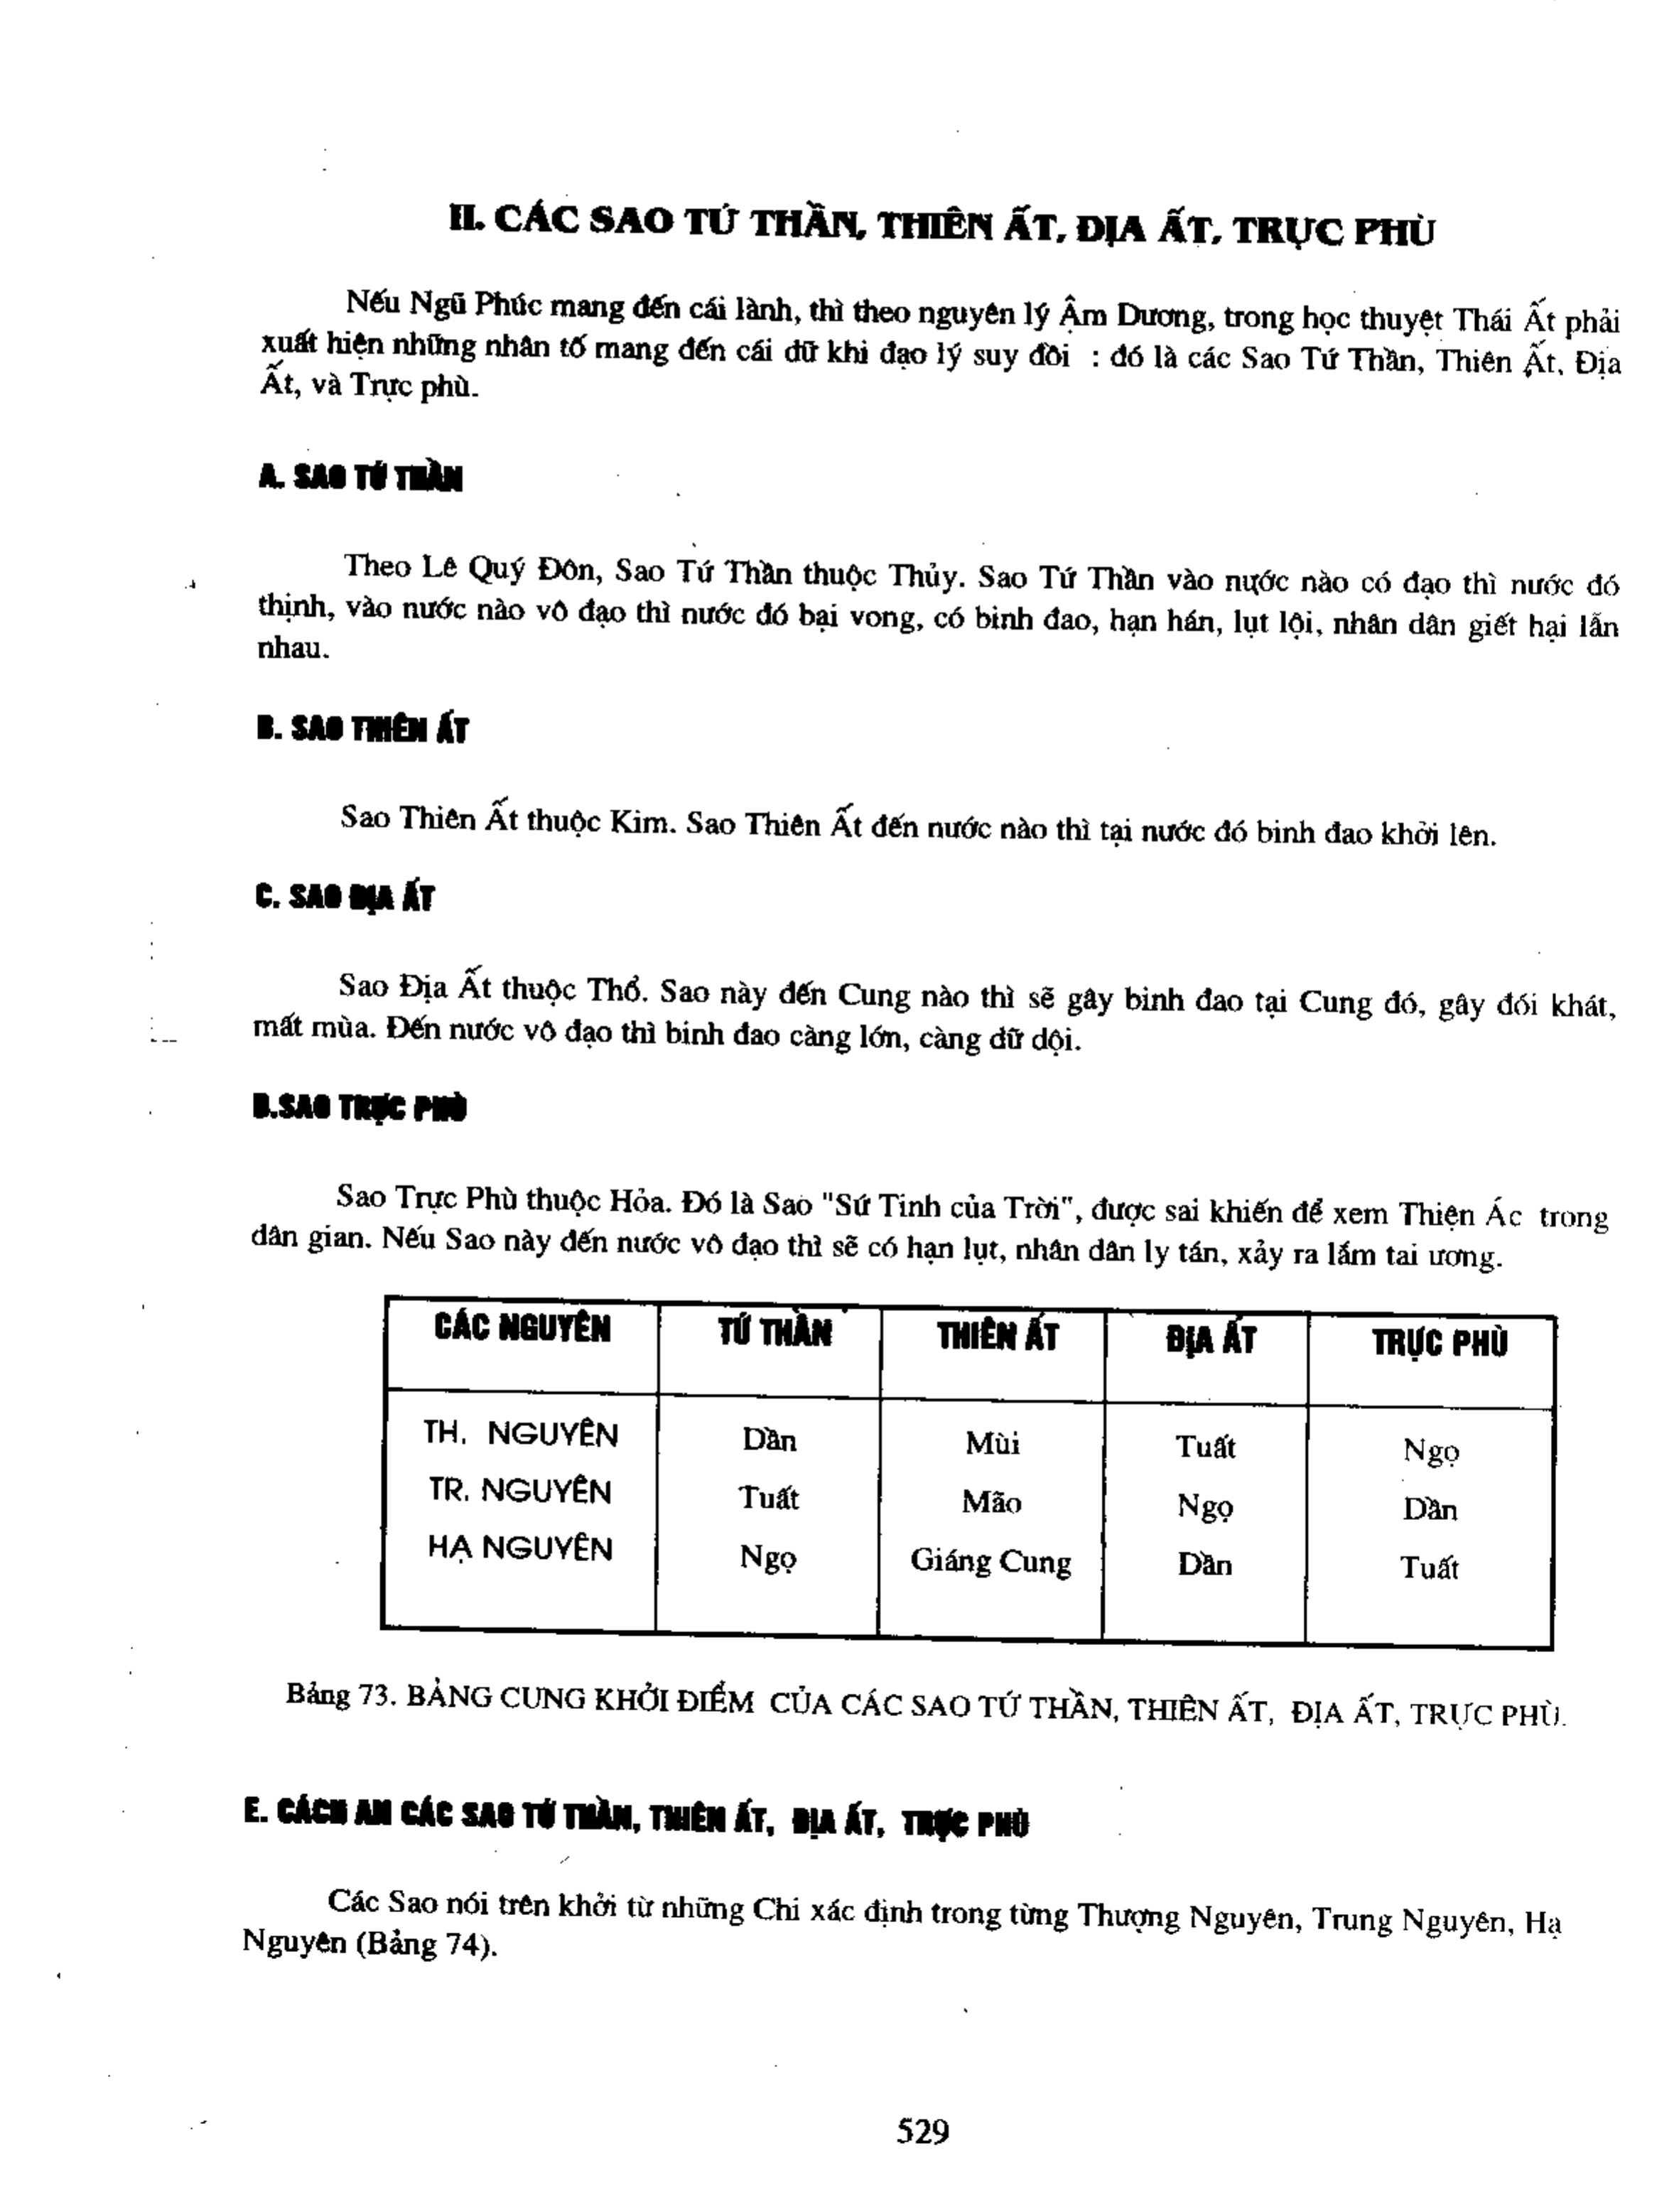 II. CÁC SAO TỨ THẦN, THIÊN ẤT, ĐỊA ẤT, TRỰC PHÙ
Nếu Ngũ Phúc mang đến cái lành, thì theo nguyên lý Ậm Dương, trong học thuyết Thái Ất phải
xuất hiện những nhân tố mang đến cái dữ khi đạo lý suy đồi : đó là các Sao Tứ Thần, Thiên Ất, Địa
Ất, và Trực phù.
A. SAO TỨ THẦN
Theo Lê Quý Đôn, Sao Tứ Thần thuộc Thủy. Sao Tứ Thần vào nước nào có đạo thì nước đó
thịnh, vào nước nào vô đạo thì nước đó bại vong, có binh đao, hạn hán, lụt lội, nhân dân giết hại lẫn
nhau.
B. SAO THIÊN ẤT
Sao Thiên Ất thuộc Kim. Sao Thiên Ất đến nước nào thì tại nước đó binh đao khởi lên.
C. SAO ĐỊA ẤT
Sao Địa Ất thuộc Thổ. Sao này đến Cung nào thì sẽ gây binh đao tại Cung đó, gây đói khát,
mất mùa. Đến nước vô đạo thì binh đao càng lớn, càng dữ dội.
D.SAO TRỰC PHÙ
Sao Trực Phù thuộc Hỏa. Đó là Sao "Sứ Tinh của Trời", được sai khiến để xem Thiện Ác trong
dân gian. Nếu Sao này đến nước vô đạo thì sẽ có hạn lụt, nhân dân ly tán, xảy ra lắm tai ương.
CÁC NGUYÊN TỨ THẦN THIÊN ẤT ĐỊA ẤT TRỰC PHÙ
TH. NGUYÊN Dần Mùi Tuất Ngọ
TR. NGUYÊN Tuất Mão Ngọ Dần
HẠ NGUYÊN Ngọ Giáng Cung Dần Tuất
Bảng 73. BẢNG CUNG KHỞI ĐIỂM CỦA CÁC SAO TỨ THẦN, THIÊN ẤT, ĐỊA ẤT, TRỰC PHÙ.
E. CÁCH AN CÁC SAO TỨ THẦN, THIÊN ẤT, ĐỊA ẤT, TRỰC PHÙ
Các Sao nói trên khởi từ những Chi xác định trong từng Thượng Nguyên, Trung Nguyên, Hạ
Nguyên (Bảng 74).
529